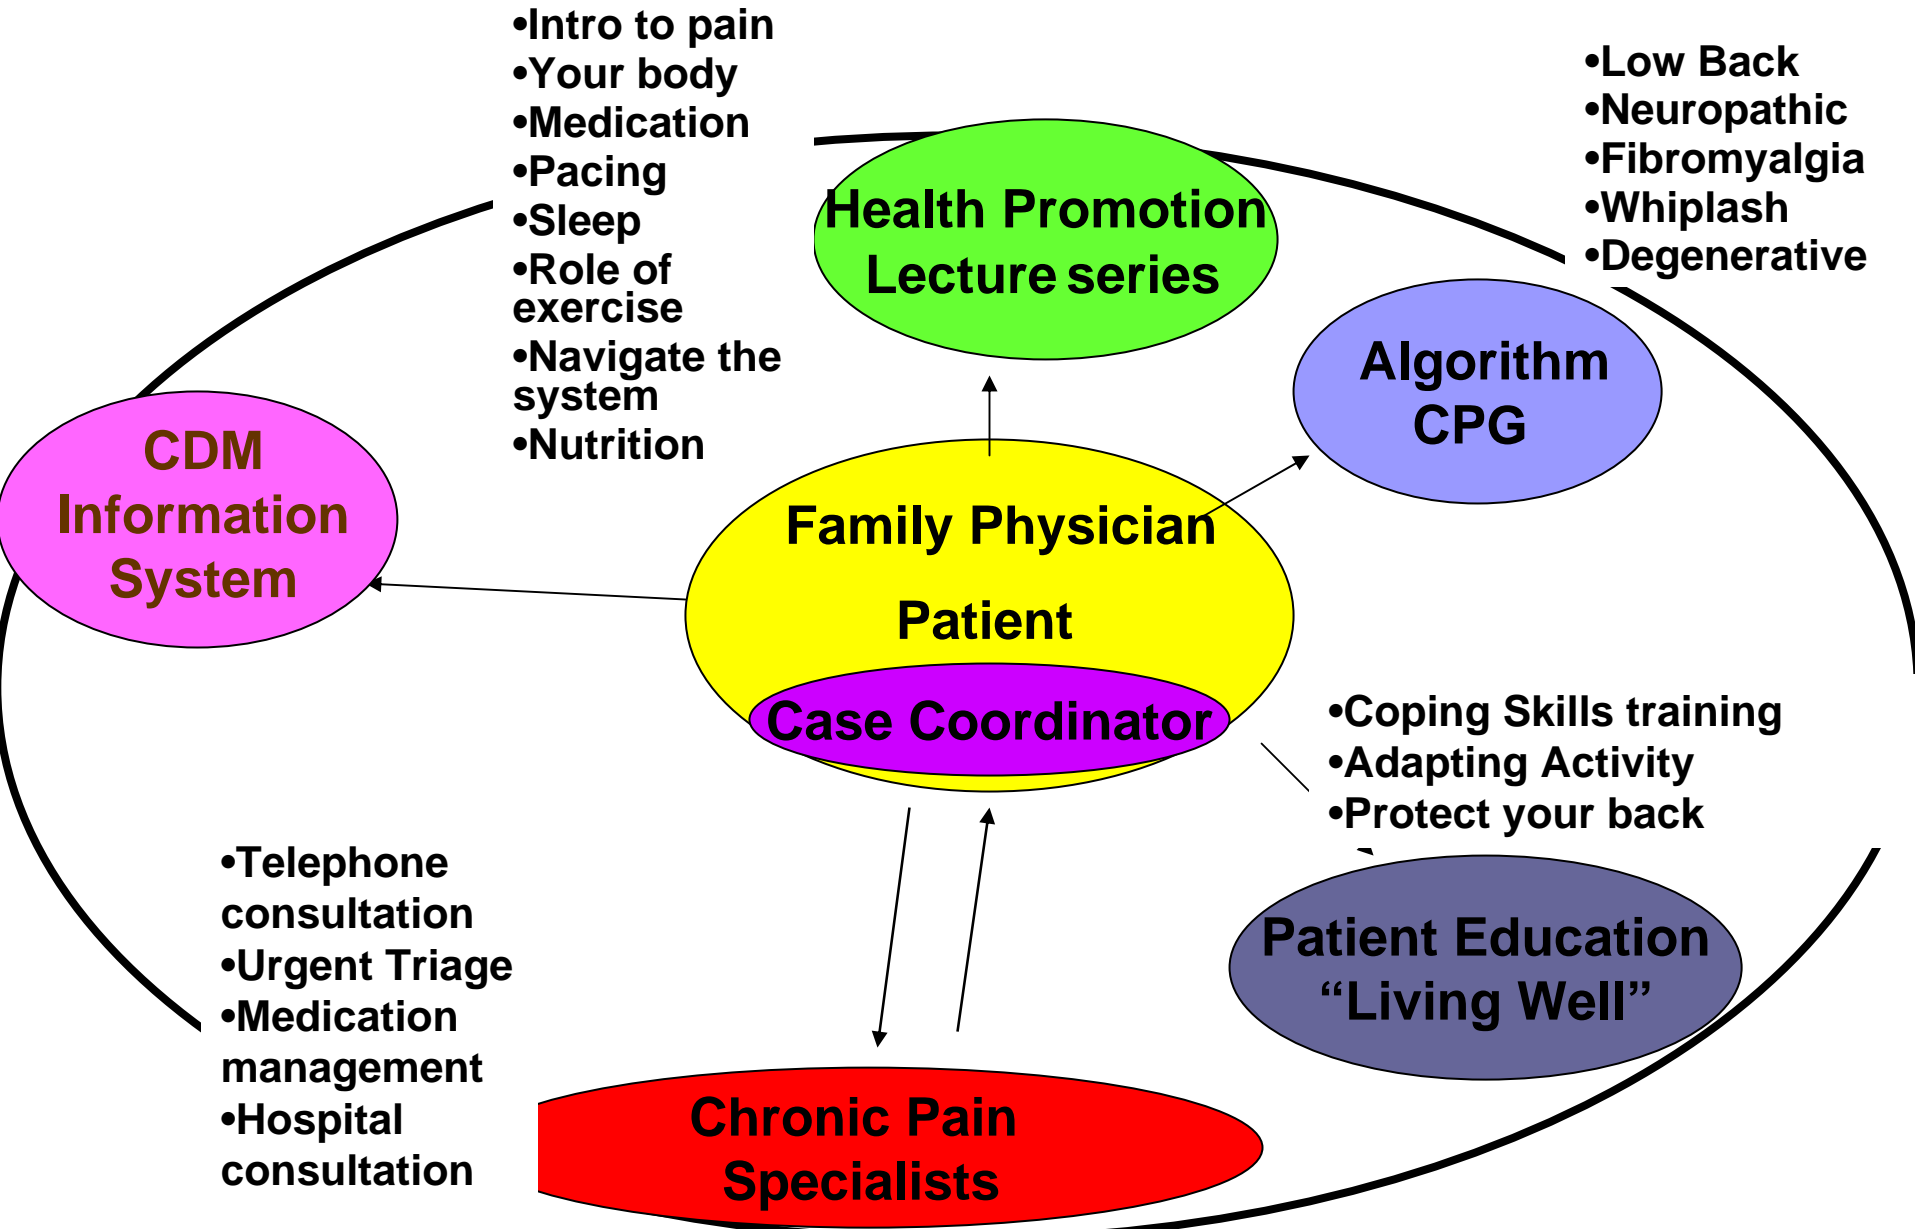 •Intro to pain
•Your body
•Medication
•Pacing
•Sleep
•Role of
exercise
•Navigate the
system
•Nutrition
•Low Back
•Neuropathic
•Fibromyalgia
•Whiplash
•Degenerative
Health Promotion
Lecture series
Algorithm
CPG
CDM
Information
System
Family Physician
Patient
Case Coordinator
•Coping Skills training
•Adapting Activity
•Protect your back
•Telephone
consultation
•Urgent Triage
•Medication
management
•Hospital
consultation
Patient Education
“Living Well”
Chronic Pain
Specialists